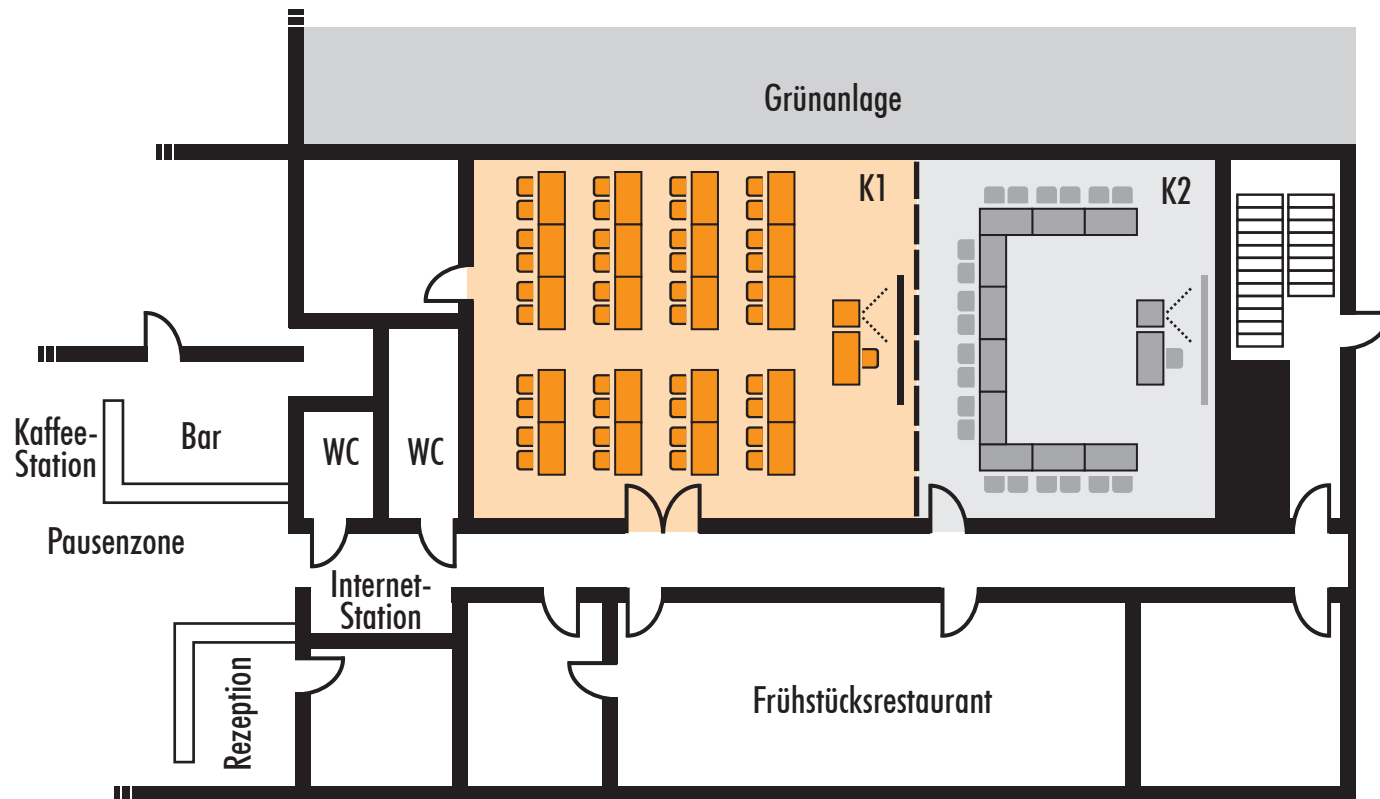 Grünanlage
K1
K2
Kaffee-
Station
Bar
WC
WC
Pausenzone
Internet-
Station
Rezeption
Frühstücksrestaurant